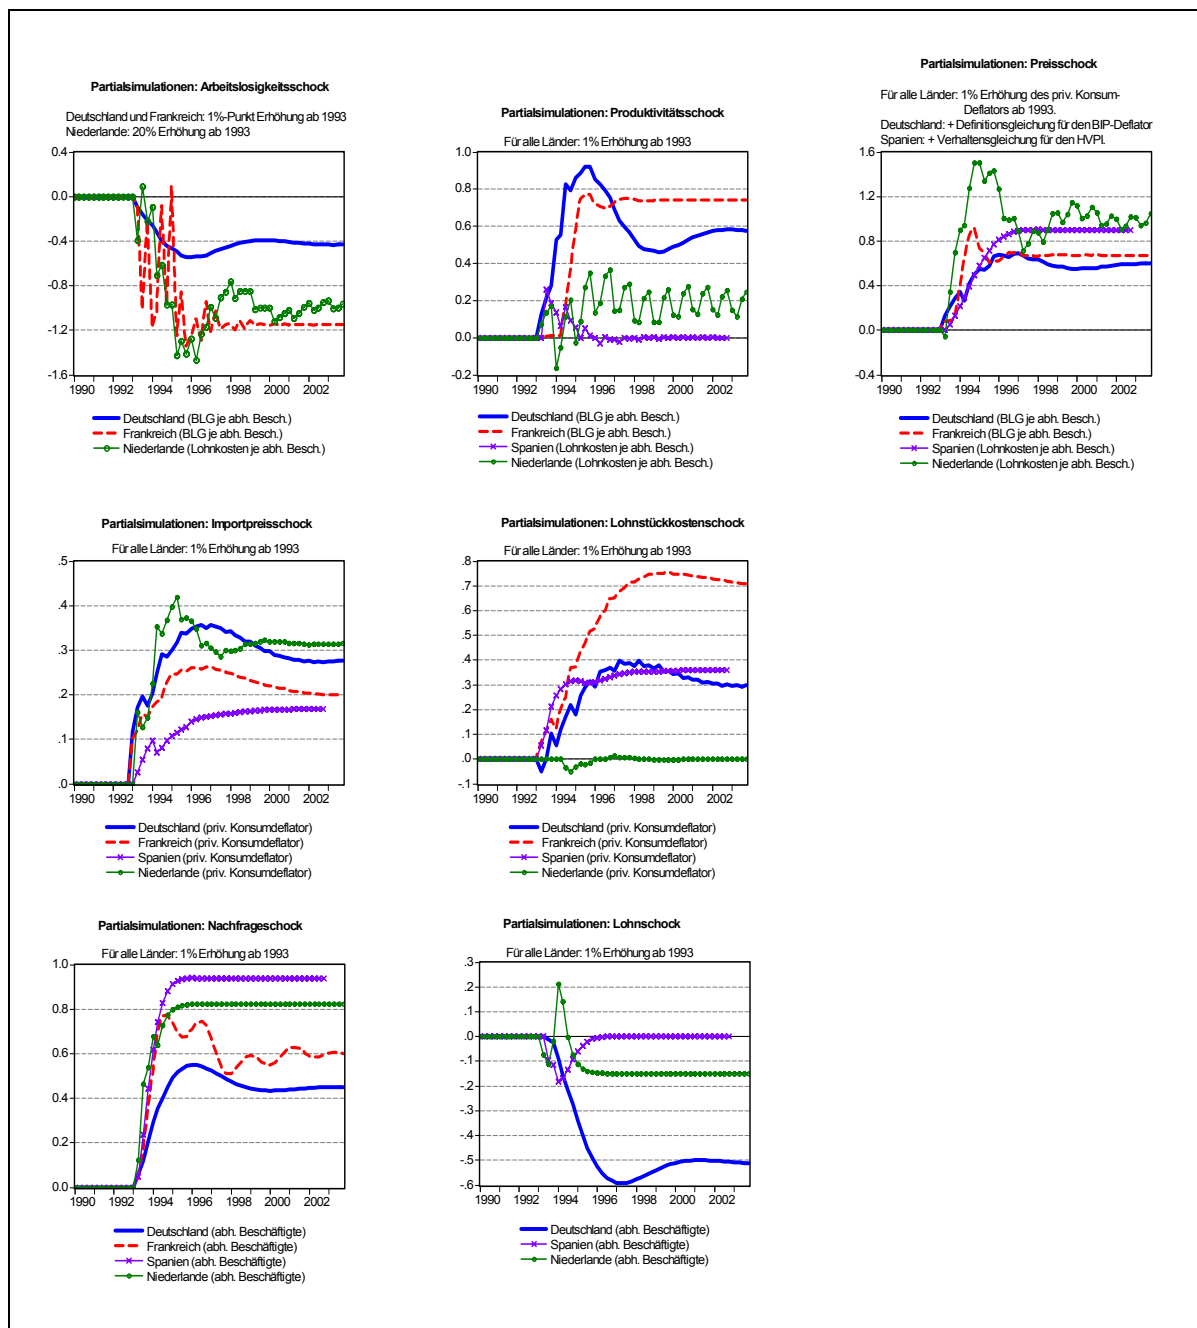 Partialsimulationen: Arbeitslosigkeitsschock
Deutschland und Frankreich: 1%-Punkt Erhöhung ab 1993
Niederlande: 20% Erhöhung ab 1993
0.4
0.0
-0.4
-0.8
-1.2
-1.6
1990 1992 1994 1996 1998 2000 2002
Deutschland (BLG je abh. Besch.)
Frankreich (BLG je abh. Besch.)
Niederlande (Lohnkosten je abh. Besch.)
Partialsimulationen: Produktivitätsschock
Für alle Länder: 1% Erhöhung ab 1993
1.0
0.8
0.6
0.4
0.2
0.0
-0.2
1990 1992 1994 1996 1998 2000 2002
Deutschland (BLG je abh. Besch.)
Frankreich (BLG je abh. Besch.)
Spanien (Lohnkosten je abh. Besch.)
Niederlande (Lohnkosten je abh. Besch.)
Partialsimulationen: Preisschock
Für alle Länder: 1% Erhöhung des priv. Konsum-
Deflators ab 1993.
Deutschland: + Definitionsgleichung für den BIP-Deflator
Spanien: + Verhaltensgleichung für den HVPI.
1.6
1.2
0.8
0.4
0.0
-0.4
1990 1992 1994 1996 1998 2000 2002
Deutschland (BLG je abh. Besch.)
Frankreich (BLG je abh. Besch.)
Spanien (Lohnkosten je abh. Besch.)
Niederlande (Lohnkosten je abh. Besch.)
Partialsimulationen: Importpreisschock
Für alle Länder: 1% Erhöhung ab 1993
.5
.4
.3
.2
.1
.0
1990 1992 1994 1996 1998 2000 2002
Deutschland (priv. Konsumdeflator)
Frankreich (priv. Konsumdeflator)
Spanien (priv. Konsumdeflator)
Niederlande (priv. Konsumdeflator)
Partialsimulationen: Lohnstückkostenschock
Für alle Länder: 1% Erhöhung ab 1993
.8
.7
.6
.5
.4
.3
.2
.1
.0
-.1
1990 1992 1994 1996 1998 2000 2002
Deutschland (priv. Konsumdeflator)
Frankreich (priv. Konsumdeflator)
Spanien (priv. Konsumdeflator)
Niederlande (priv. Konsumdeflator)
Partialsimulationen: Nachfrageschock
Für alle Länder: 1% Erhöhung ab 1993
1.0
0.8
0.6
0.4
0.2
0.0
1990 1992 1994 1996 1998 2000 2002
Deutschland (abh. Beschäftigte)
Frankreich (abh. Beschäftigte)
Spanien (abh. Beschäftigte)
Niederlande (abh. Beschäftigte)
Partialsimulationen: Lohnschock
Für alle Länder: 1% Erhöhung ab 1993
.3
.2
.1
.0
-.1
-.2
-.3
-.4
-.5
-.6
1990 1992 1994 1996 1998 2000 2002
Deutschland (abh. Beschäftigte)
Spanien (abh. Beschäftigte)
Niederlande (abh. Beschäftigte)